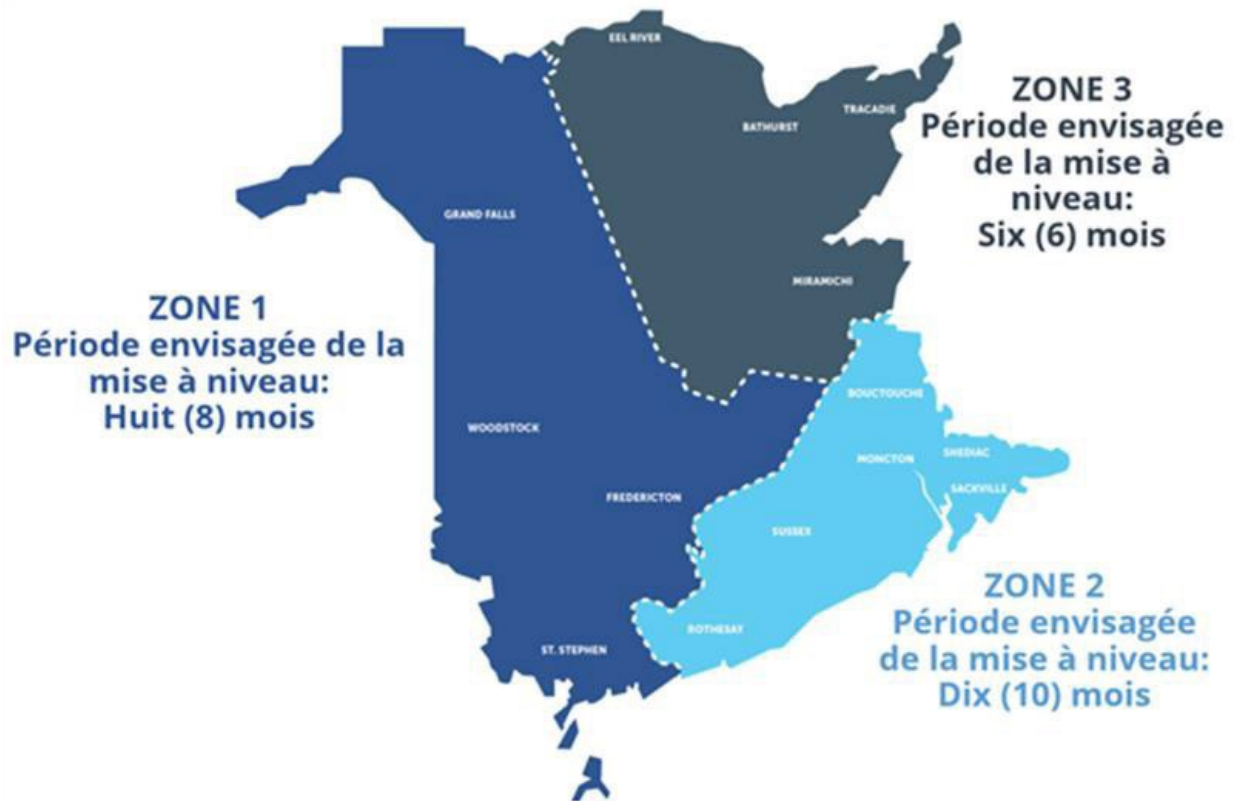 EEL RIVER
TRACADIE
BATHURST
ZONE 3
Période envisagée
de la mise à
niveau:
Six (6) mois
GRAND FALLS
MIRAMICHI
ZONE 1
Période envisagée de la
mise à niveau:
Huit (8) mois
BOUCTOUCHE
WOODSTOCK
MONCTON
SHEDIAC
SACKVILLE
FREDERICTON
SUSSEX
ZONE 2
Période envisagée
de la mise à niveau:
Dix (10) mois
ROTHESAY
ST. STEPHEN